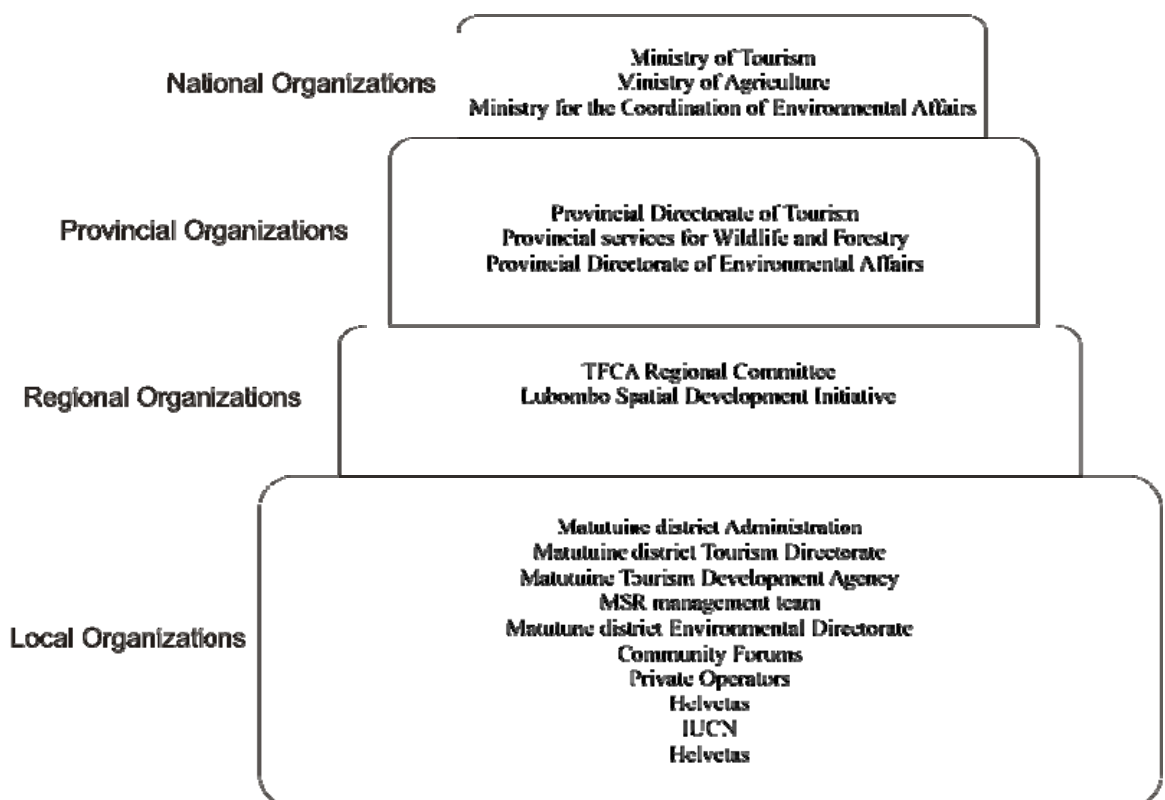 National Organizations
Ministry of Tourism
Ministry of Agriculture
Ministry for the Coordination of Environmental Affairs
Provincial Organizations
Provincial Directorate of Tourism
Provincial services for Wildlife and Forestry
Provincial Directorate of Environmental Affairs
Regional Organizations
TFCA Regional Committee
Lubombo Spatial Development Initiative
Local Organizations
Matutuine district Administration
Matutuine district Tourism Directorate
Matutuine Tourism Development Agency
MSR management team
Matutune district Environmental Directorate
Community Forums
Private Operators
Helvetas
IUCN
Helvetas